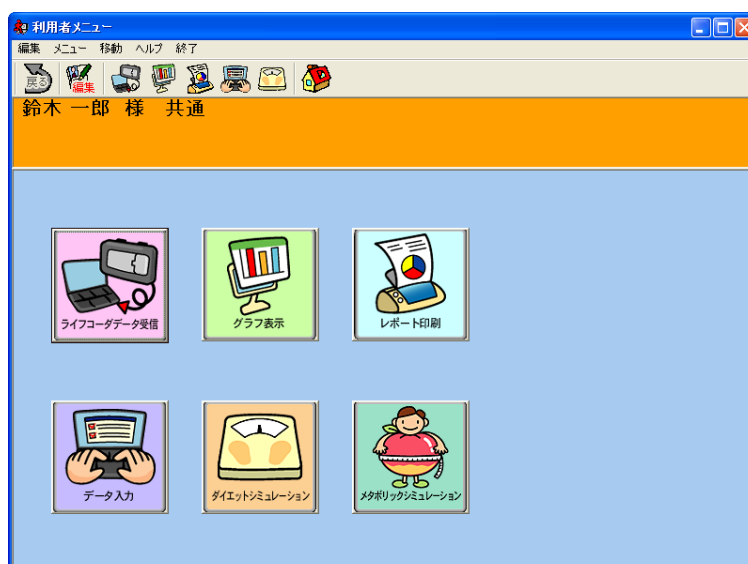 利用者メニュー
編集 メニュー 移動 ヘルプ 終了
戻る 編集
鈴木 一郎 様 共通
ライフコーダデータ受信 グラフ表示 レポート印刷
データ入力 ダイエットシミュレーション メタボリックシミュレーション